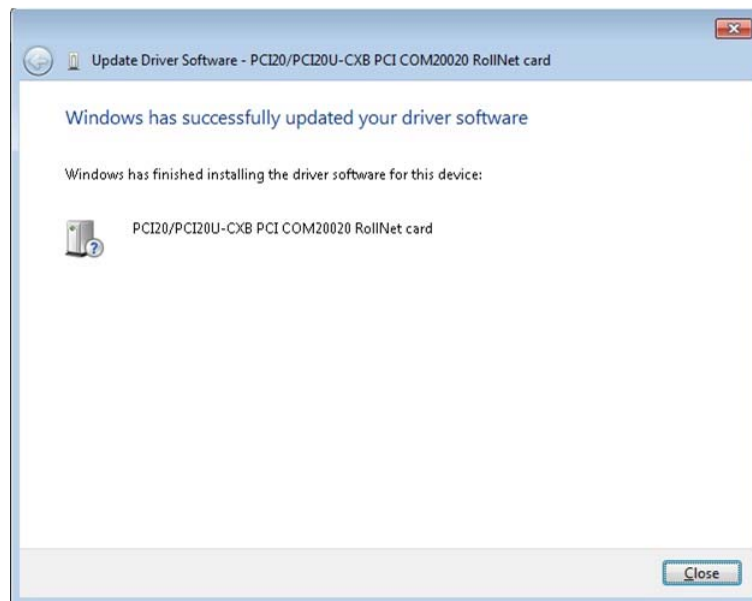 Update Driver Software - PCI20/PCI20U-CXB PCI COM20020 RollNet card
Windows has successfully updated your driver software
Windows has finished installing the driver software for this device:
PCI20/PCI20U-CXB PCI COM20020 RollNet card
Close